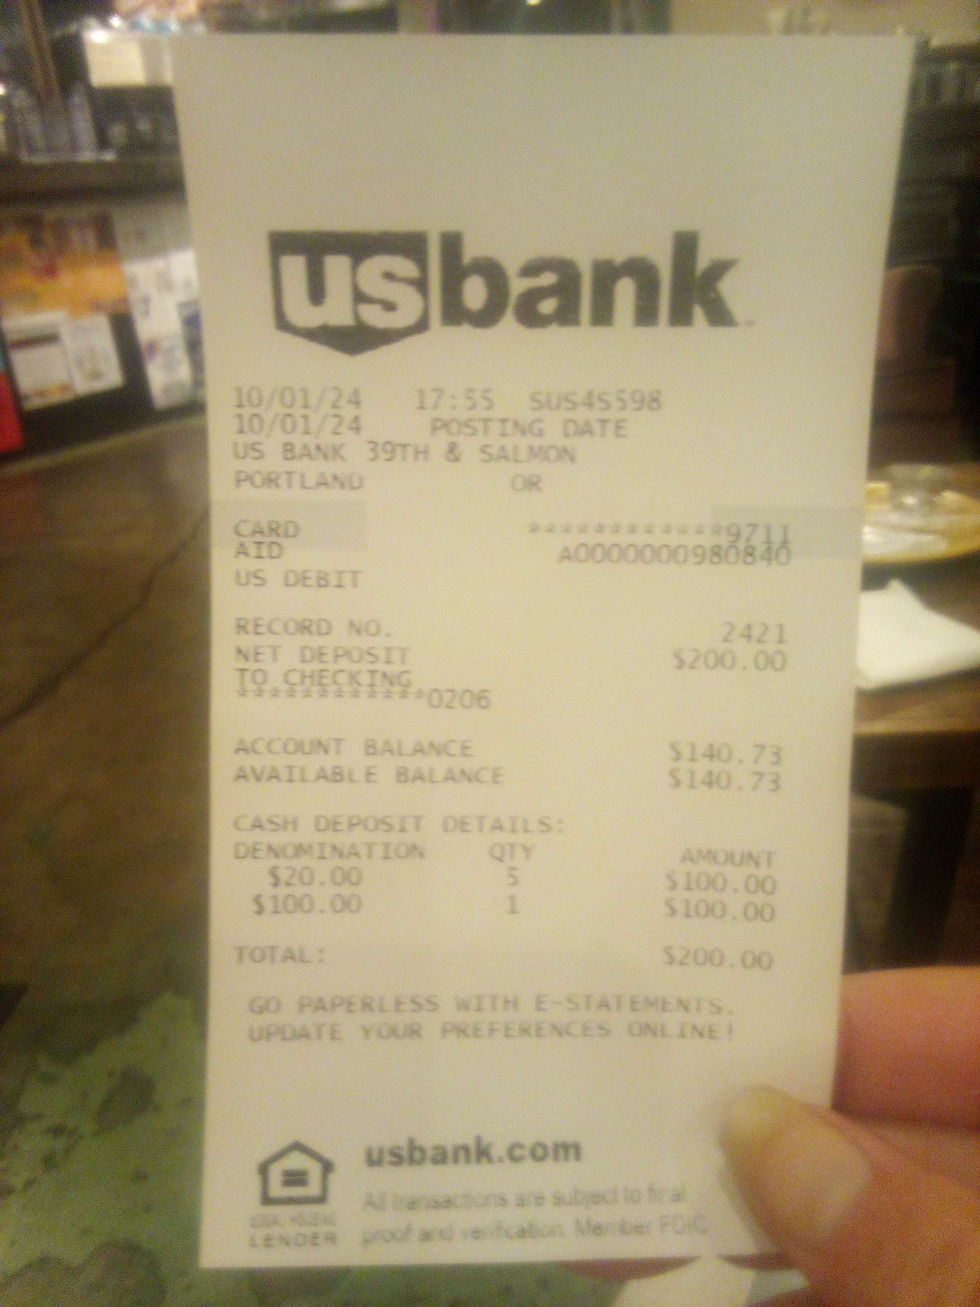 usbank
10/01/24 17:55 SUS4S598
10/01/24 POSTING DATE
US BANK 39TH & SALMON
PORTLAND OR
CARD ************9711
AID A0000000980840
US DEBIT
RECORD NO. 2421
NET DEPOSIT $200.00
TO CHECKING
************0206
ACCOUNT BALANCE $140.73
AVAILABLE BALANCE $140.73
CASH DEPOSIT DETAILS:
DENOMINATION QTY AMOUNT
$20.00 5 $100.00
$100.00 1 $100.00
TOTAL: $200.00
GO PAPERLESS WITH E-STATEMENTS.
UPDATE YOUR PREFERENCES ONLINE!
usbank.com
All transactions are subject to final
proof and verification. Member FDIC
EQUAL HOUSING
LENDER